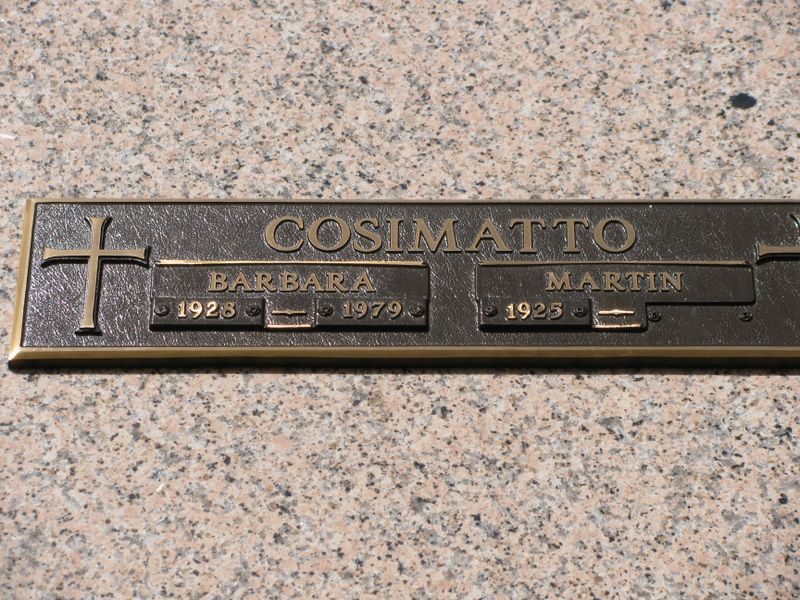 COSIMATTO
BARBARA MARTIN
1928 — 1979 1925 —